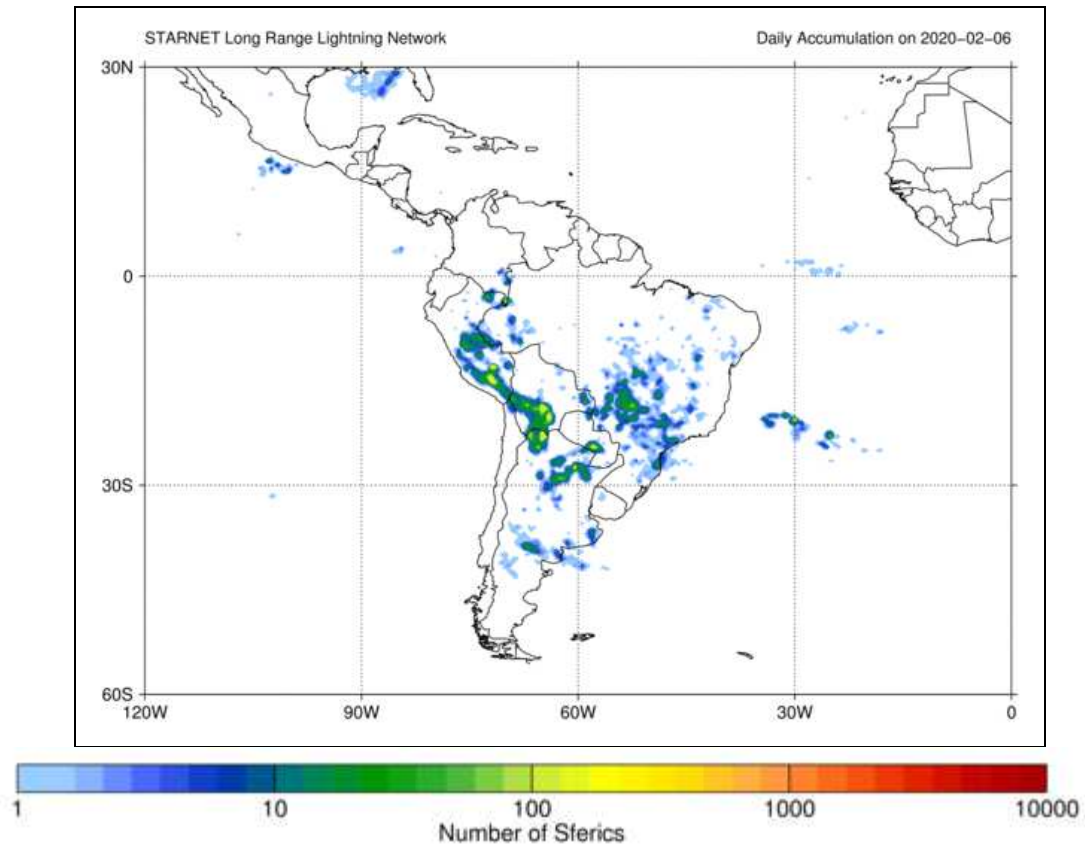 STARNET Long Range Lightning Network Daily Accumulation on 2020-02-06
30N
0
30S
60S
120W 90W 60W 30W 0
1 10 100 1000 10000
Number of Sferics